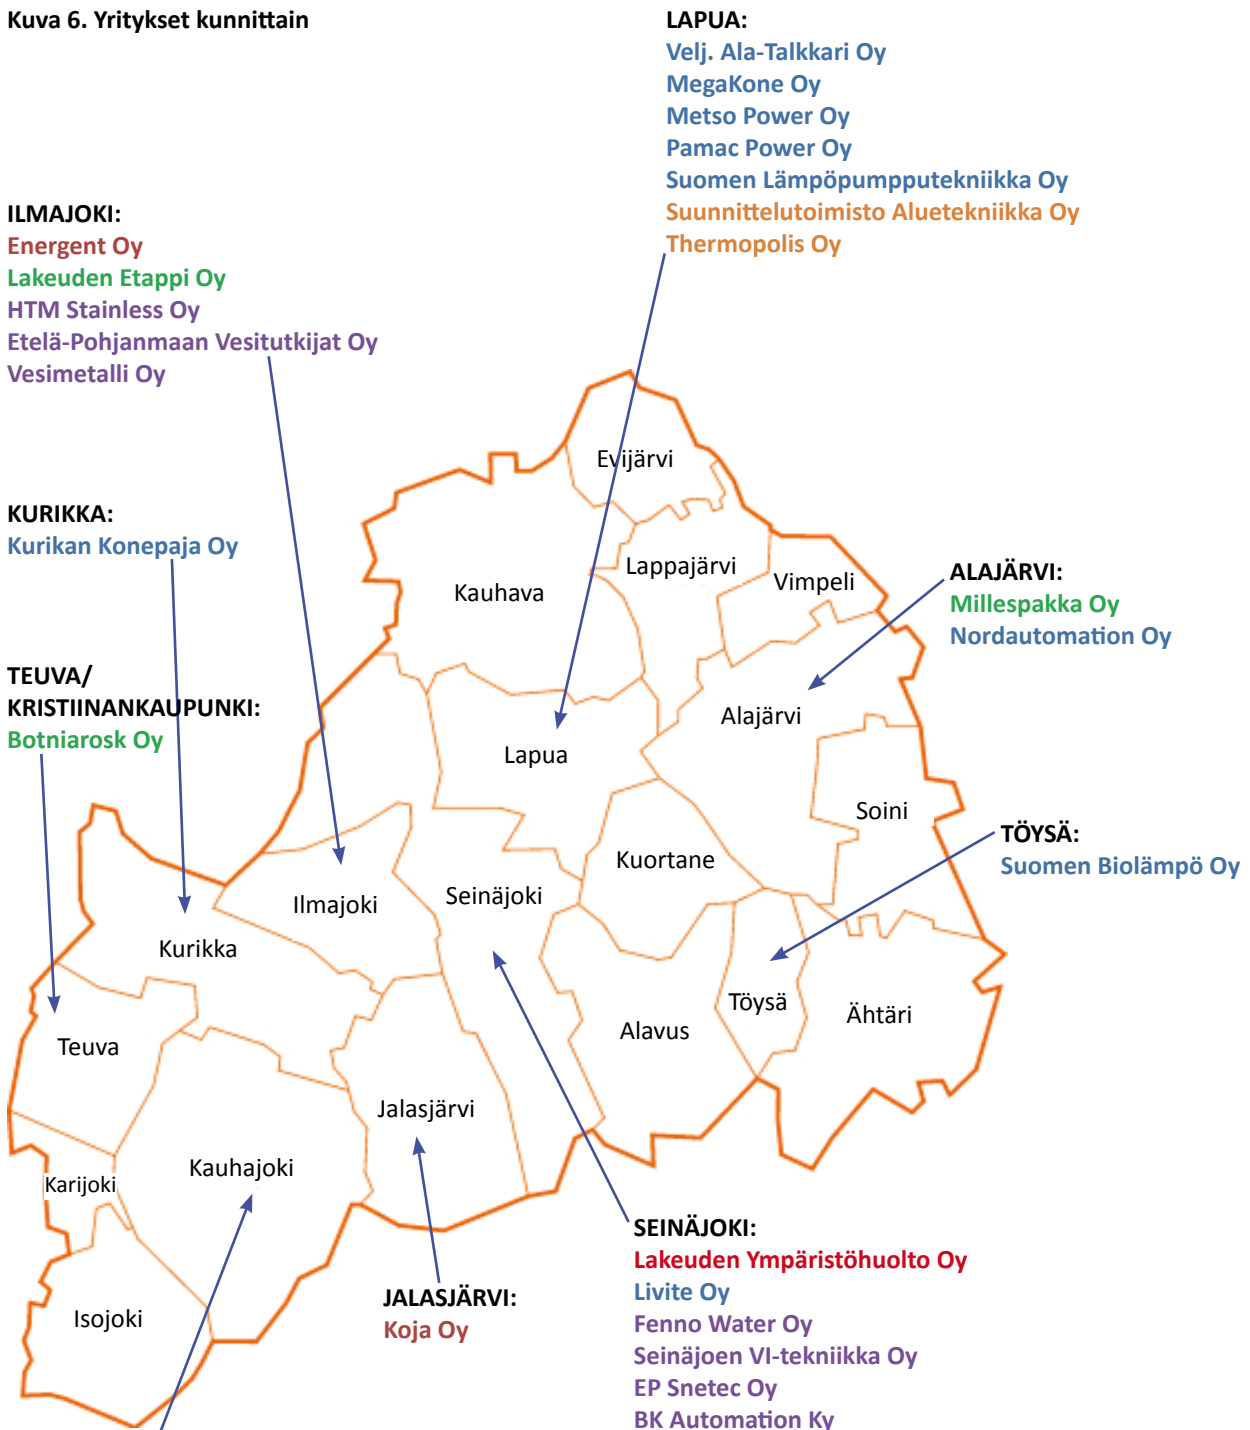 Kuva 6. Yritykset kunnittain
LAPUA:
Velj. Ala-Talkkari Oy
MegaKone Oy
Metso Power Oy
Pamac Power Oy
Suomen Lämpöpumpputekniikka Oy
Suunnittelutoimisto Aluetekniikka Oy
Thermopolis Oy
ILMAJOKI:
Energent Oy
Lakeuden Etappi Oy
HTM Stainless Oy
Etelä-Pohjanmaan Vesitutkijat Oy
Vesimetalli Oy
KURIKKA:
Kurikan Konepaja Oy
TEUVA/
KRISTIINANKAUPUNKI:
Botniarosk Oy
ALAJÄRVI:
Millespakka Oy
Nordautomation Oy
TÖYSÄ:
Suomen Biolämpö Oy
Evijärvi
Lappajärvi
Vimpeli
Kauhava
Alajärvi
Lapua
Soini
Kuortane
Seinäjoki
Ilmajoki
Kurikka
Töysä
Ähtäri
Alavus
Teuva
Jalasjärvi
Kauhajoki
Karijoki
Isojoki
JALASJÄRVI:
Koja Oy
SEINÄJOKI:
Lakeuden Ympäristöhuolto Oy
Livite Oy
Fenno Water Oy
Seinäjoen VI-tekniikka Oy
EP Snetec Oy
BK Automation Ky